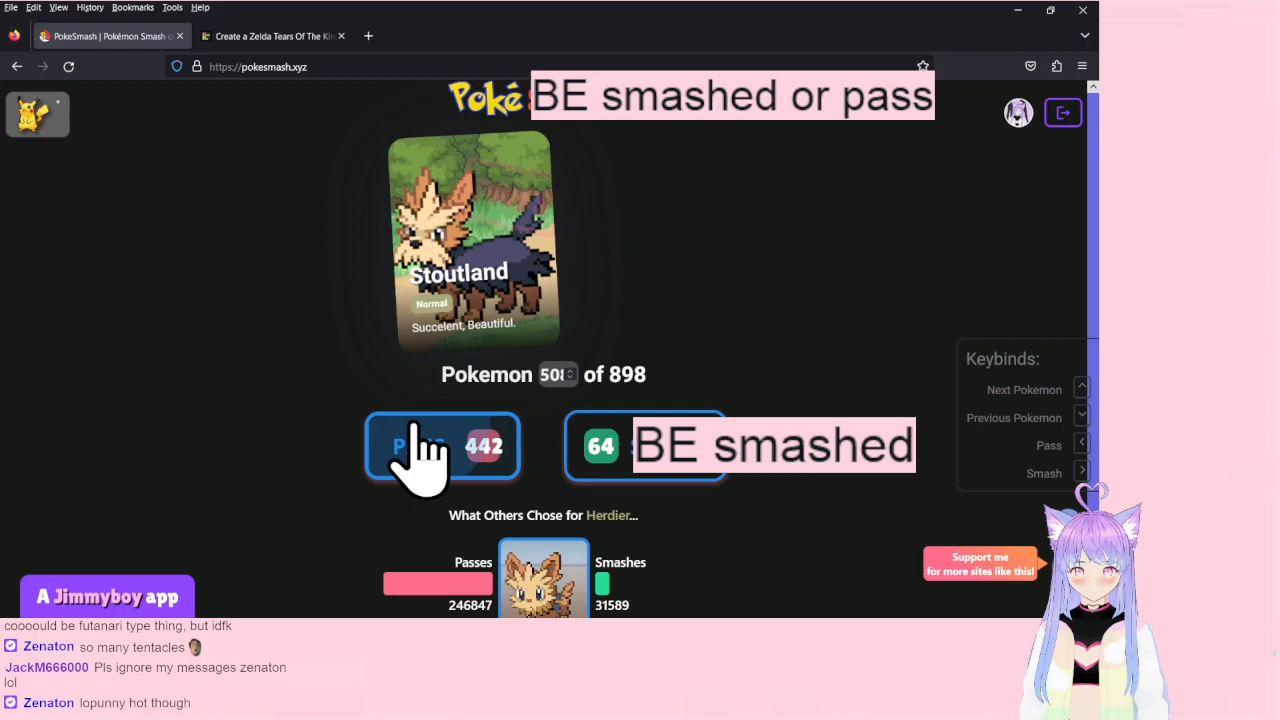 File Edit View History Bookmarks Tools Help
PokeSmash | Pokémon Smash o
Create a Zelda Tears Of The Kin
https://pokesmash.xyz
Poké BE smashed or pass
Stoutland
Normal
Succelent, Beautiful.
Pokemon 508 of 898
442
64 BE smashed
What Others Chose for Herdier...
Passes
246847
Smashes
31589
Keybinds:
Next Pokemon
Previous Pokemon
Pass
Smash
Support me
for more sites like this!
A Jimmyboy app
coooould be futanari type thing, but idfk
Zenaton so many tentacles
JackM666000 Pls ignore my messages zenaton
lol
Zenaton lopunny hot though